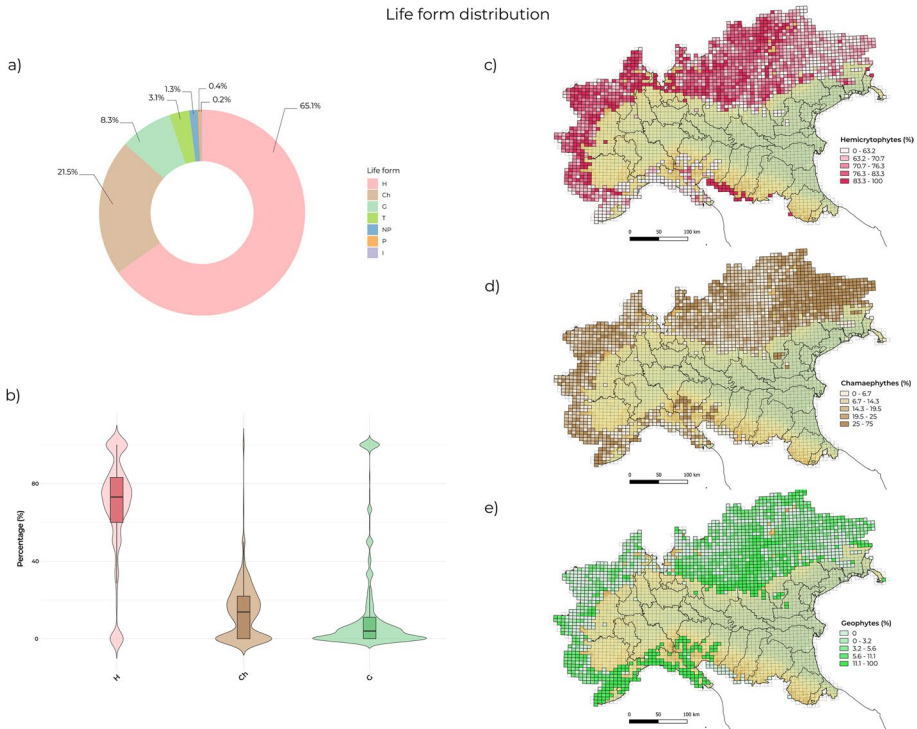 Life form distribution
a)
65.1%
21.5%
8.3%
3.1%
1.3%
0.4%
0.2%
Life form
H
Ch
G
T
NP
P
I
b)
Percentage (%)
80
40
0
H
Ch
G
c)
Hemicrytophytes (%)
0 - 63.2
63.2 - 70.7
70.7 - 76.3
76.3 - 83.3
83.3 - 100
0 50 100 km
d)
Chamaephythes (%)
0 - 6.7
6.7 - 14.3
14.3 - 19.5
19.5 - 25
25 - 75
0 50 100 km
e)
Geophytes (%)
0
0 - 3.2
3.2 - 5.6
5.6 - 11.1
11.1 - 100
0 50 100 km